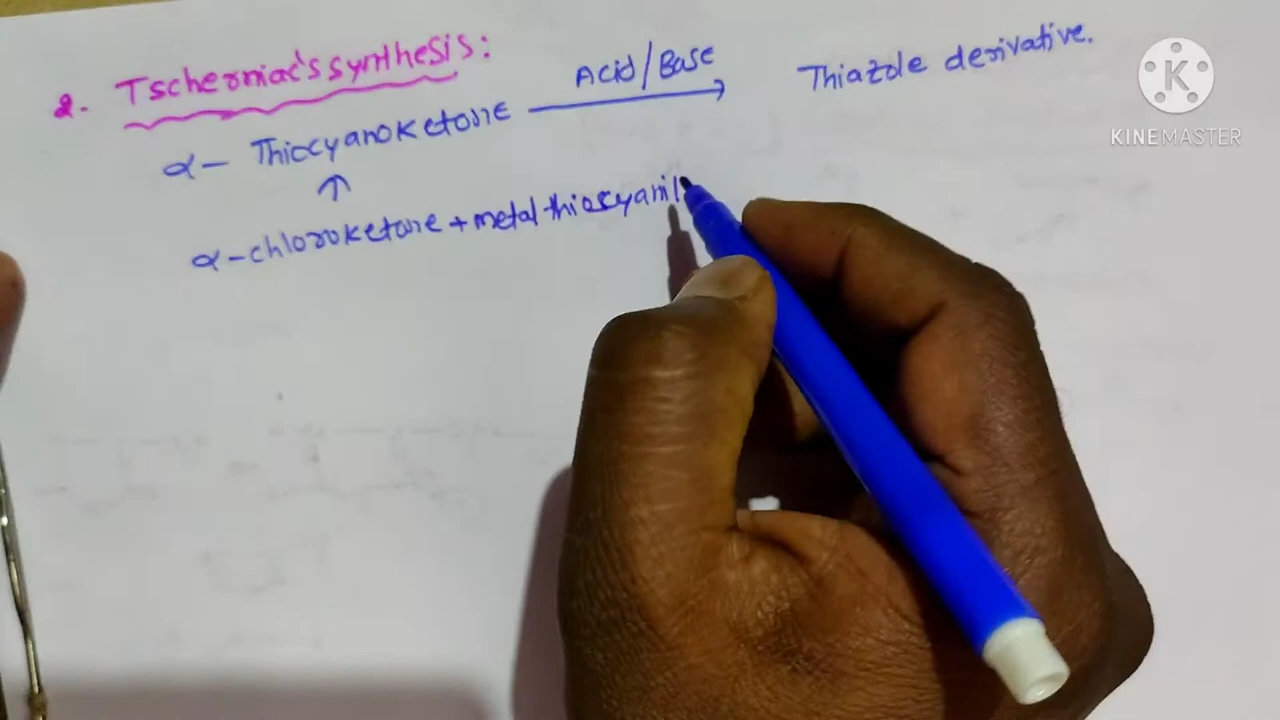 2. Tscherniac's synthesis:
α- Thiocyanoketone Acid/Base Thiazole derivative.
α-chloroketone + metal thiocyanil
K
KINEMASTER